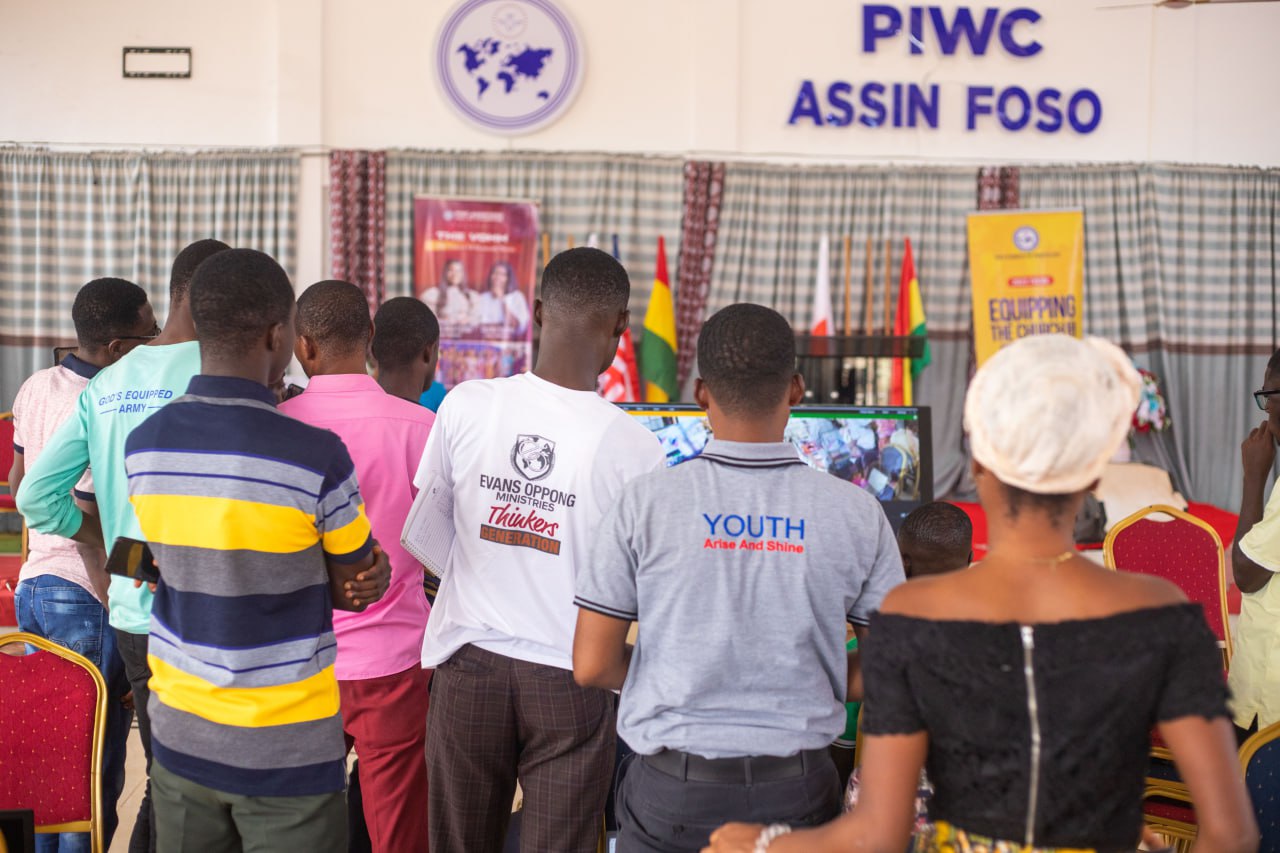 PIWC
ASSIN FOSO
EQUIPPING
THE CHURCH
GOD'S EQUIPPED
ARMY
EVANS OPPONG
MINISTRIES
Thinkers
GENERATION
YOUTH
Arise And Shine